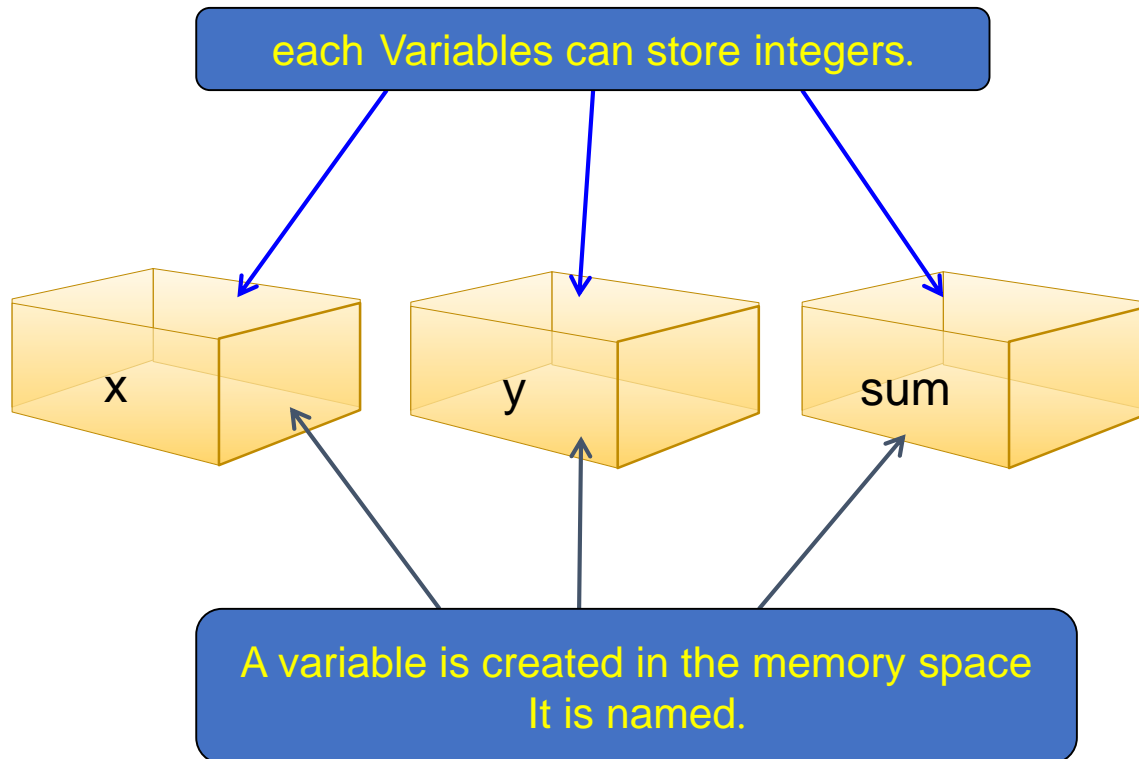 each Variables can store integers.
x
y
sum
A variable is created in the memory space
It is named.